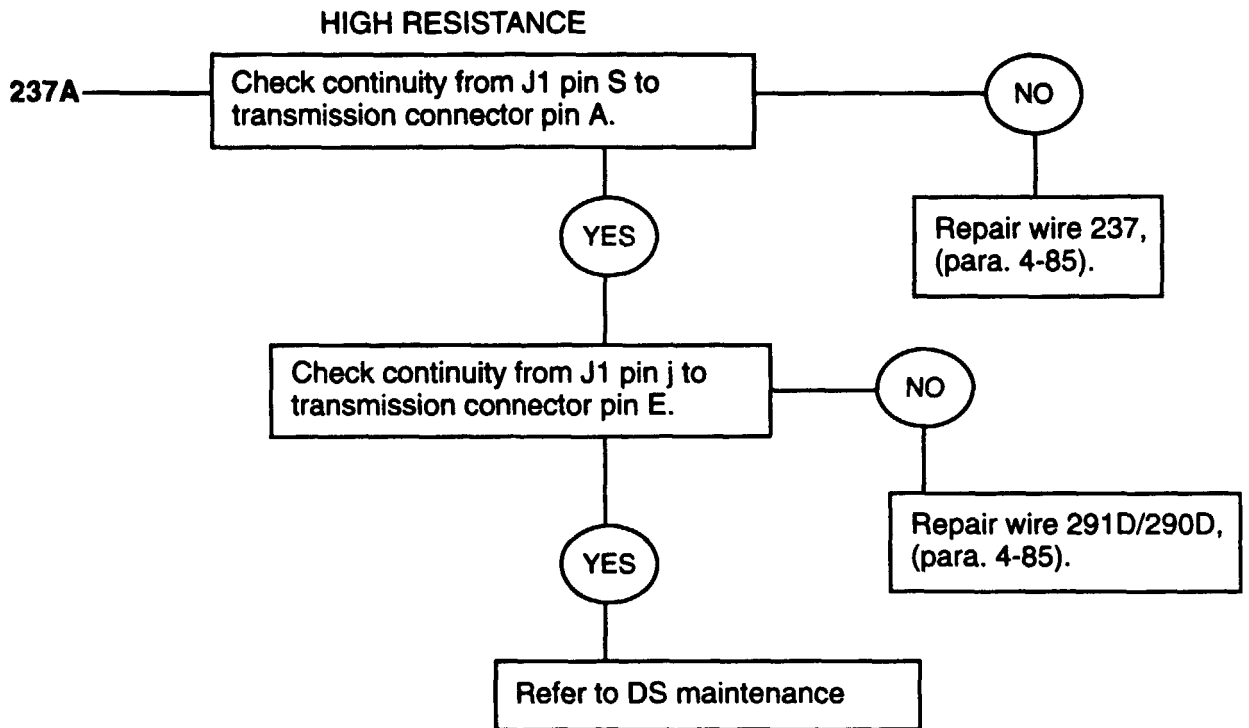 HIGH RESISTANCE
237A
Check continuity from J1 pin S to
transmission connector pin A.
NO
YES
Repair wire 237,
(para. 4-85).
Check continuity from J1 pin j to
transmission connector pin E.
NO
YES
Repair wire 291D/290D,
(para. 4-85).
Refer to DS maintenance